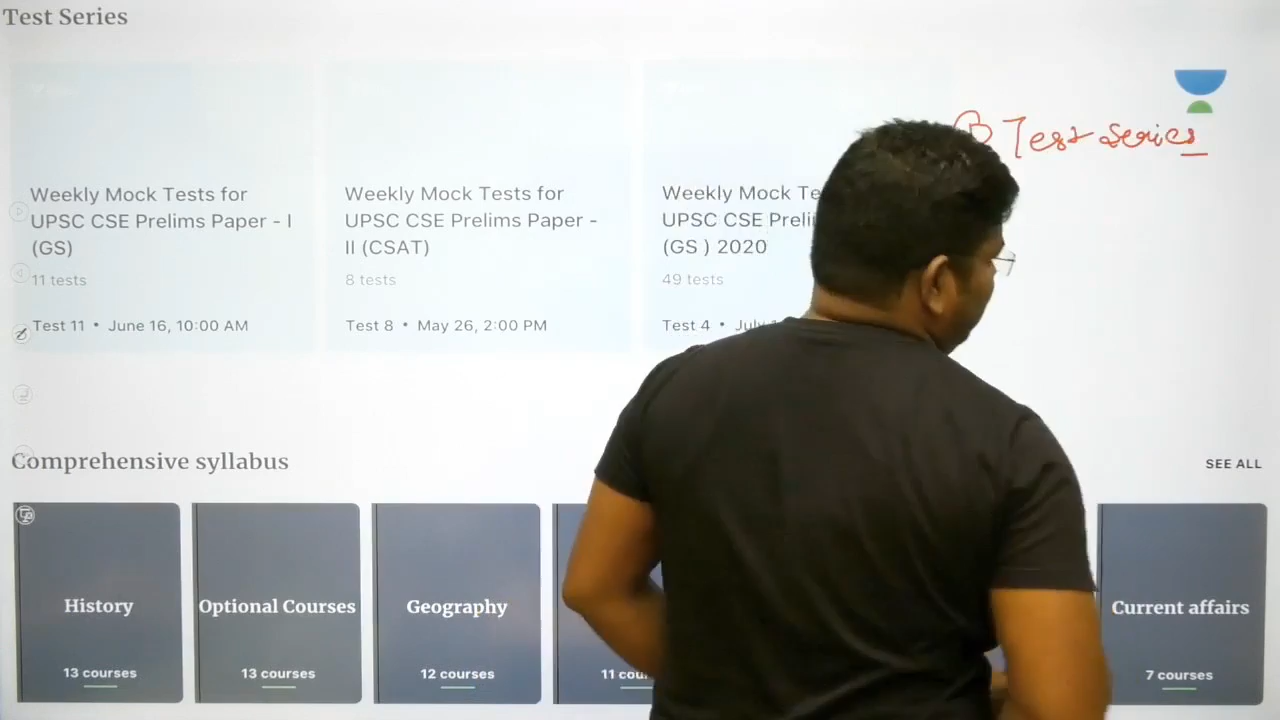 Test Series
Test series
Weekly Mock Tests for
UPSC CSE Prelims Paper - I
(GS)
11 tests
Test 11 • June 16, 10:00 AM
Weekly Mock Tests for
UPSC CSE Prelims Paper -
II (CSAT)
8 tests
Test 8 • May 26, 2:00 PM
Weekly Mock
UPSC CSE
(GS ) 2020
49 tests
Test 4 •
Comprehensive syllabus
SEE ALL
History
13 courses
Optional Courses
13 courses
Geography
12 courses
11
Current affairs
7 courses